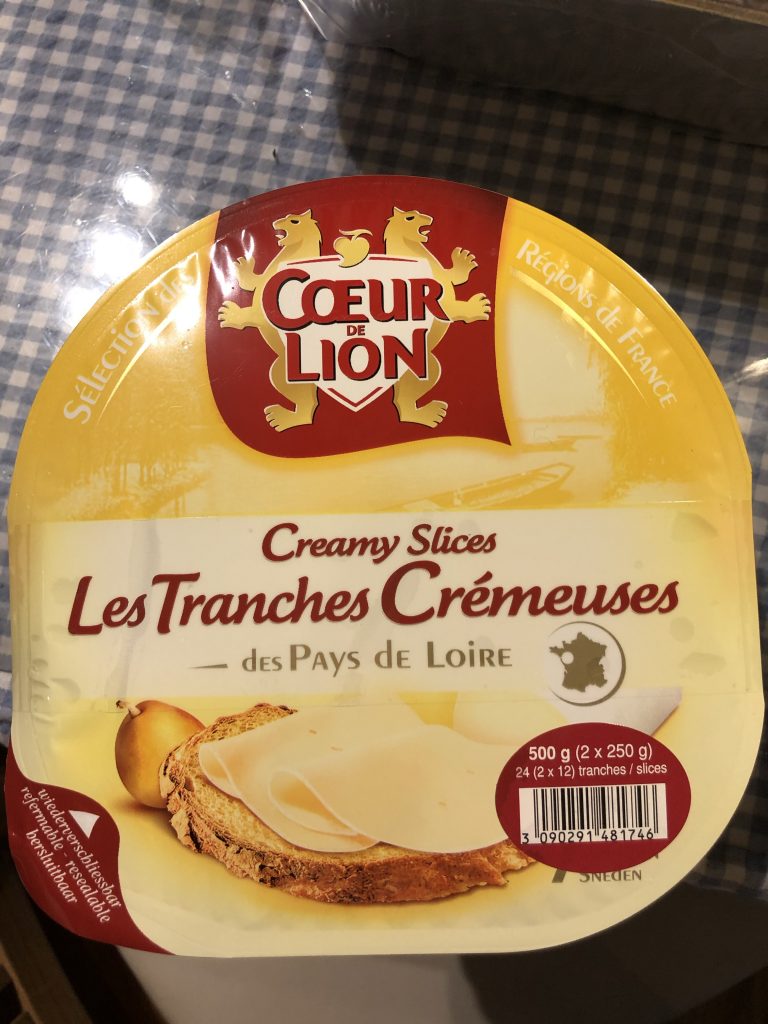 Sélection des
RÉGIONS DE FRANCE
CŒUR
DE
LION
Creamy Slices
Les Tranches Crémeuses
des PAYS DE LOIRE
500 g (2 x 250 g)
24 (2 x 12) tranches / slices
3 090291 481746
wiederverschliessbar
refermable - resealable
hersluitbaar